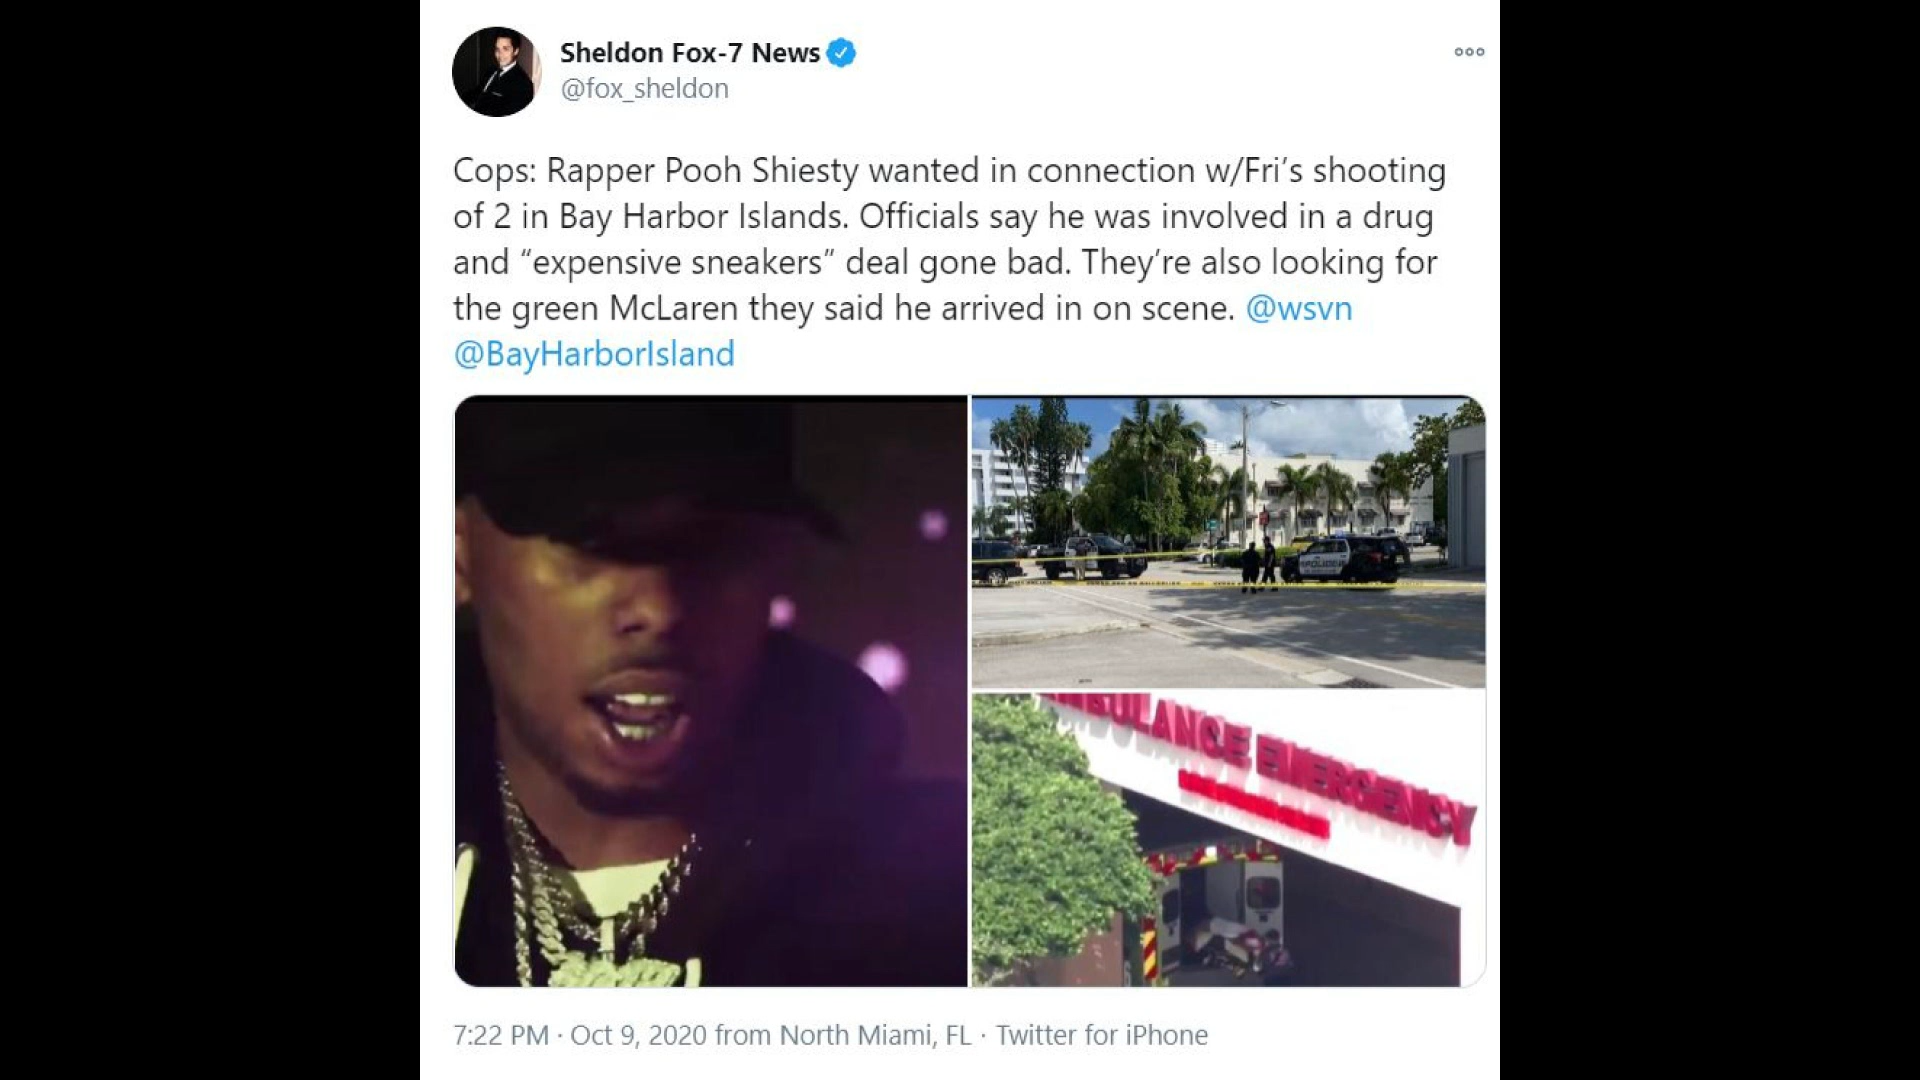 Sheldon Fox-7 News
@fox_sheldon
Cops: Rapper Pooh Shiesty wanted in connection w/Fri’s shooting
of 2 in Bay Harbor Islands. Officials say he was involved in a drug
and “expensive sneakers” deal gone bad. They’re also looking for
the green McLaren they said he arrived in on scene. @wsvn
@BayHarborIsland
POLICE
AMBULANCE EMERGENCY
7:22 PM · Oct 9, 2020 from North Miami, FL · Twitter for iPhone